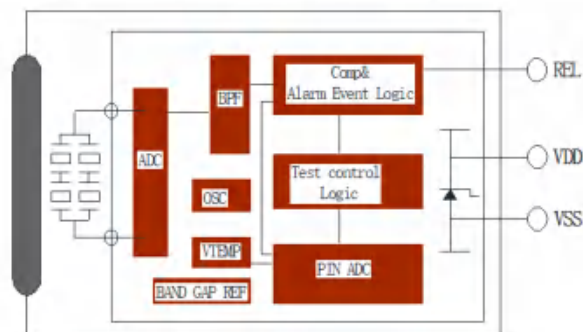 Comp&
Alarm Event Logic
REL
BPF
ADC
Test control
Logic
VDD
OSC
VSS
VTEMP
PIN ADC
BAND GAP REF